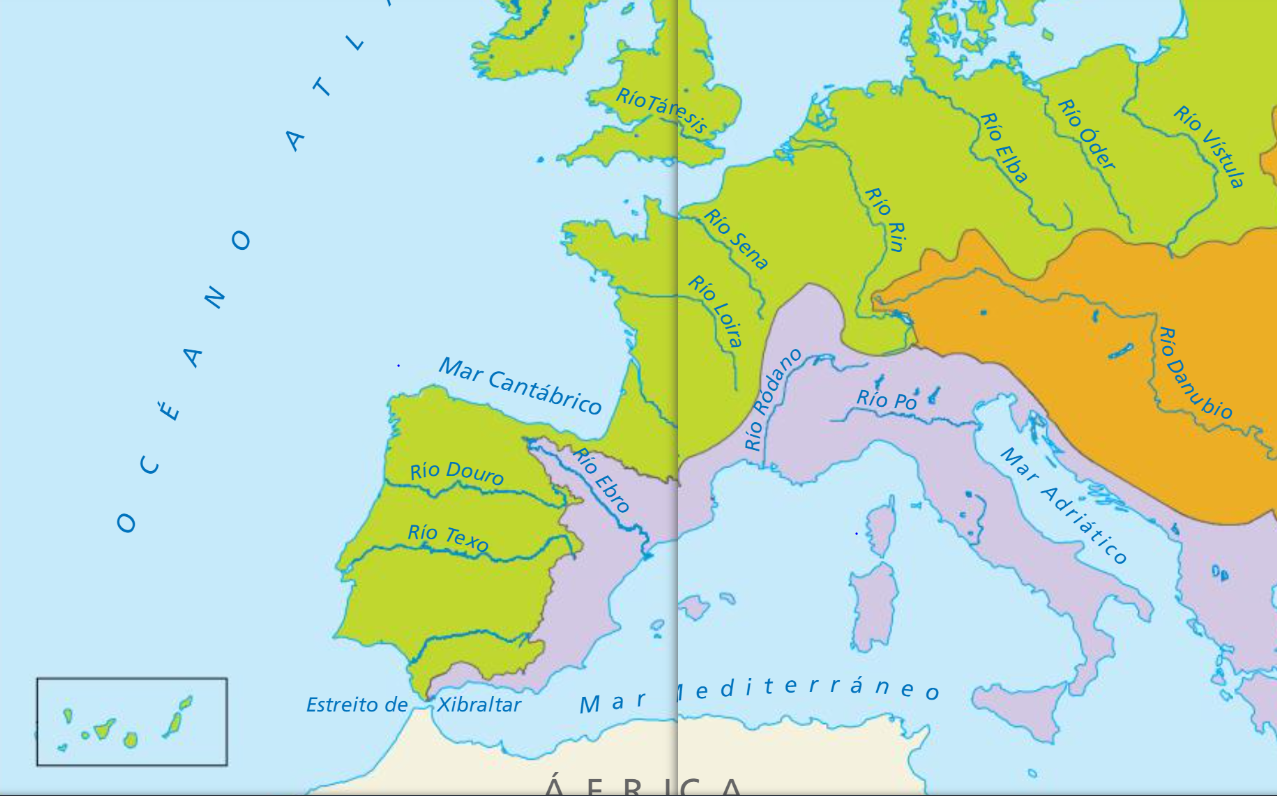 OCÉANO ATL
Río Támesis
Río Elba
Río Óder
Río Vístula
Río Rin
Río Sena
Río Loira
Mar Cantábrico
Río Ródano
Río Po
Río Danubio
Río Douro
Río Ebro
Mar Adriático
Río Texo
Mar Mediterráneo
Estreito de Xibraltar
ÁFRICA